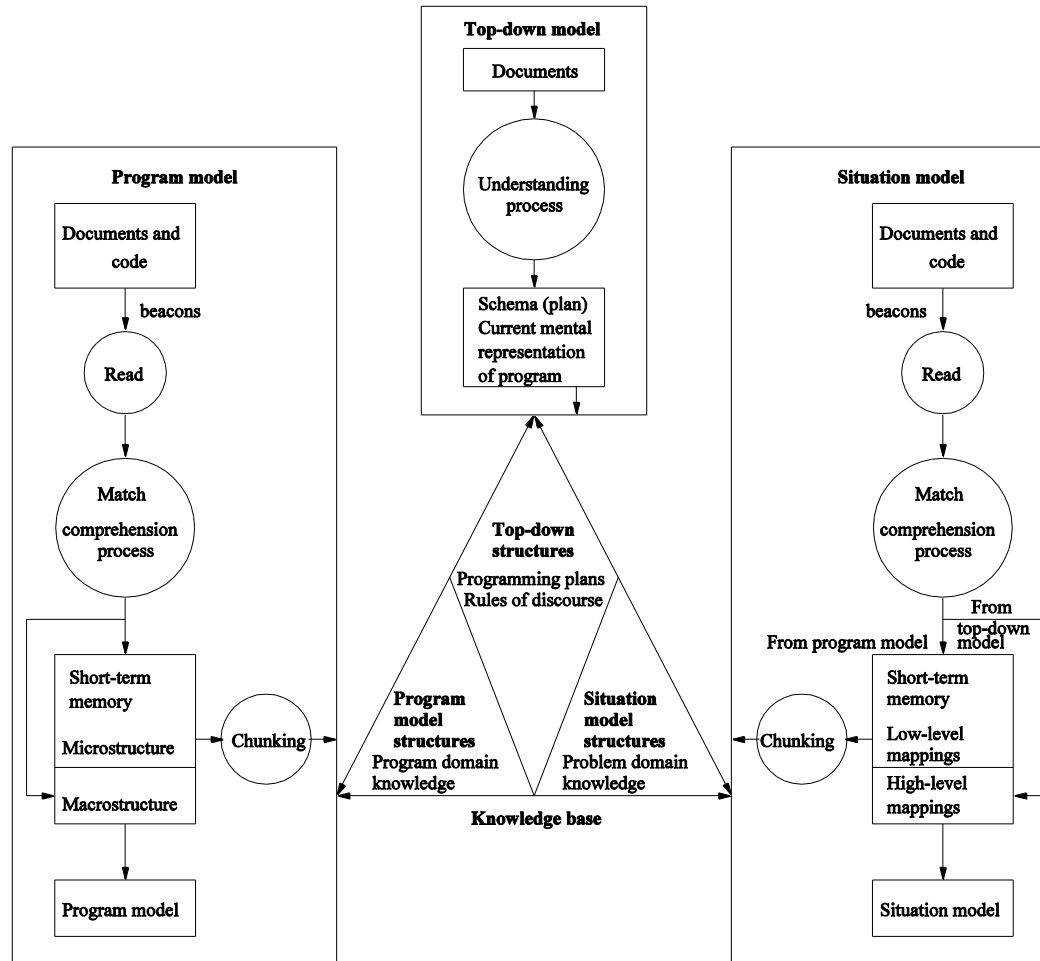 Top-down model
Documents
Understanding
process
Schema (plan)
Current mental
representation
of program
Program model
Documents and
code
beacons
Read
Match
comprehension
process
Short-term
memory
Microstructure
Macrostructure
Chunking
Program model
Top-down
structures
Programming plans
Rules of discourse
Program
model
structures
Program domain
knowledge
Situation
model
structures
Problem domain
knowledge
Knowledge base
Situation model
Documents and
code
beacons
Read
Match
comprehension
process
From
top-down
model
From program model
Short-term
memory
Low-level
mappings
High-level
mappings
Chunking
Situation model